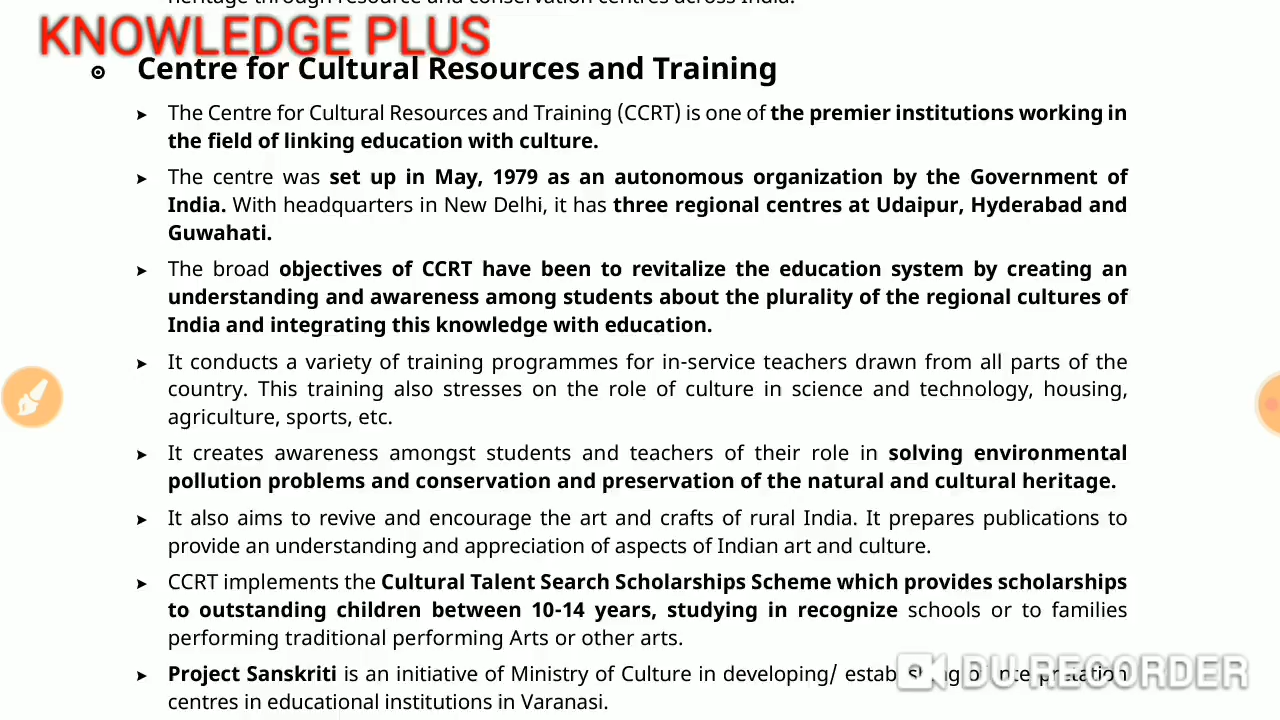 heritage through resource and conservation centres across India.
KNOWLEDGE PLUS
Centre for Cultural Resources and Training
The Centre for Cultural Resources and Training (CCRT) is one of the premier institutions working in
the field of linking education with culture.
The centre was set up in May, 1979 as an autonomous organization by the Government of
India. With headquarters in New Delhi, it has three regional centres at Udaipur, Hyderabad and
Guwahati.
The broad objectives of CCRT have been to revitalize the education system by creating an
understanding and awareness among students about the plurality of the regional cultures of
India and integrating this knowledge with education.
It conducts a variety of training programmes for in-service teachers drawn from all parts of the
country. This training also stresses on the role of culture in science and technology, housing,
agriculture, sports, etc.
It creates awareness amongst students and teachers of their role in solving environmental
pollution problems and conservation and preservation of the natural and cultural heritage.
It also aims to revive and encourage the art and crafts of rural India. It prepares publications to
provide an understanding and appreciation of aspects of Indian art and culture.
CCRT implements the Cultural Talent Search Scholarships Scheme which provides scholarships
to outstanding children between 10-14 years, studying in recognize schools or to families
performing traditional performing Arts or other arts.
Project Sanskriti is an initiative of Ministry of Culture in developing/
DU RECORDER
centres in educational institutions in Varanasi.